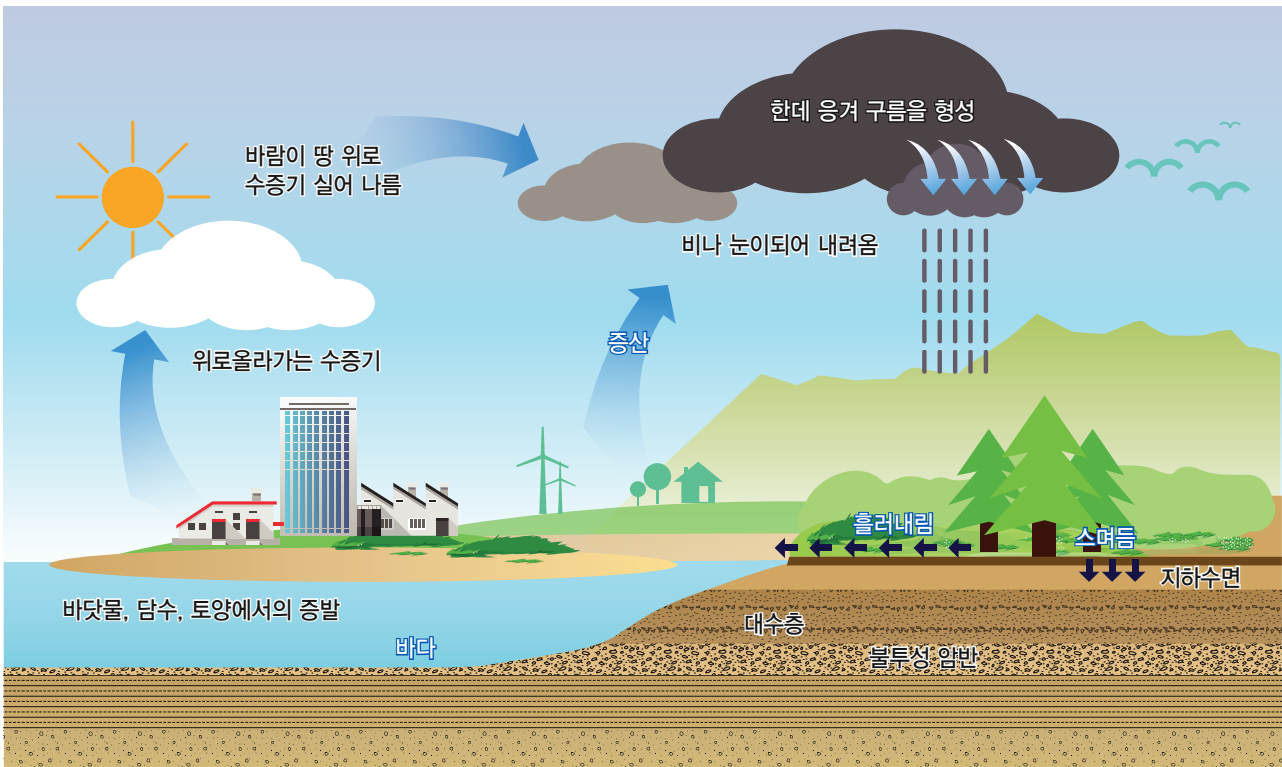 한데 응겨 구름을 형성
바람이 땅 위로
수증기 실어 나름
비나 눈이되어 내려옴
증산
위로올라가는 수증기
흘러내림
스며듬
지하수면
바닷물, 담수, 토양에서의 증발
대수층
바다
불투성 암반